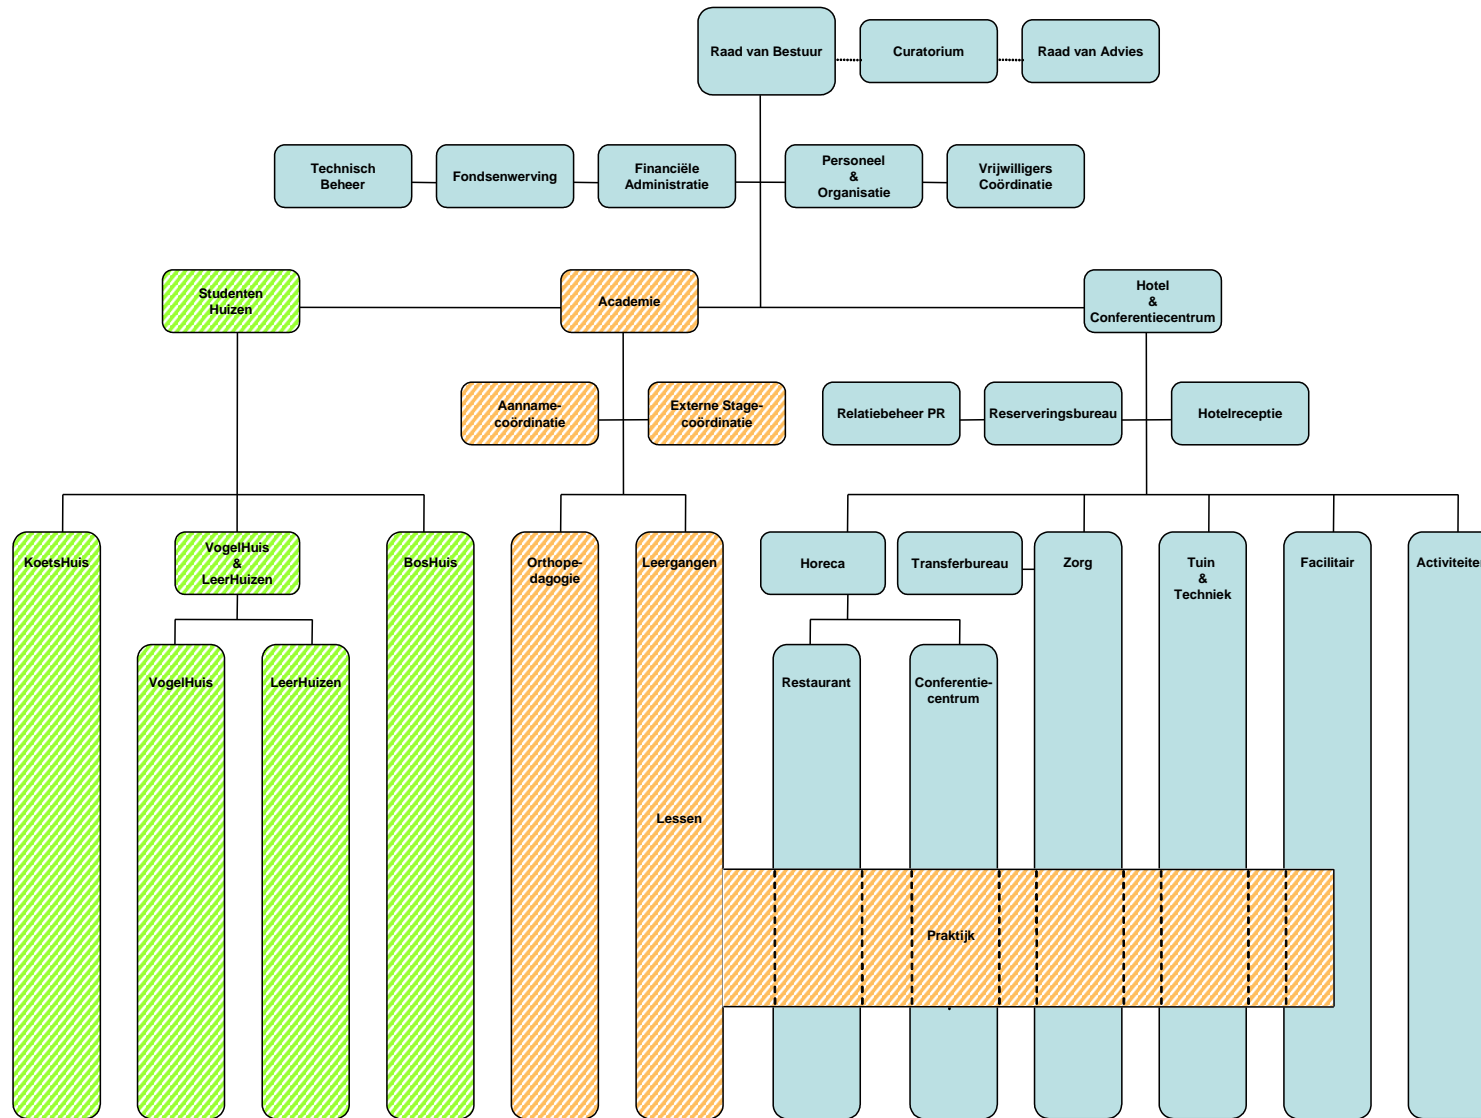 Raad van Bestuur
Curatorium
Raad van Advies
Technisch
Beheer
Fondsenwerving
Financiële
Administratie
Personeel
&
Organisatie
Vrijwilligers
Coördinatie
Studenten
Huizen
Academie
Hotel
&
Conferentiecentrum
Aanname-
coördinatie
Externe Stage-
coördinatie
Relatiebeheer PR
Reserveringsbureau
Hotelreceptie
KoetsHuis
VogelHuis
&
LeerHuizen
BosHuis
Orthope-
dagogie
Leergangen
Horeca
Transferbureau
Zorg
Tuin
&
Techniek
Facilitair
Activiteiten
VogelHuis
LeerHuizen
Restaurant
Conferentie-
centrum
Lessen
Praktijk